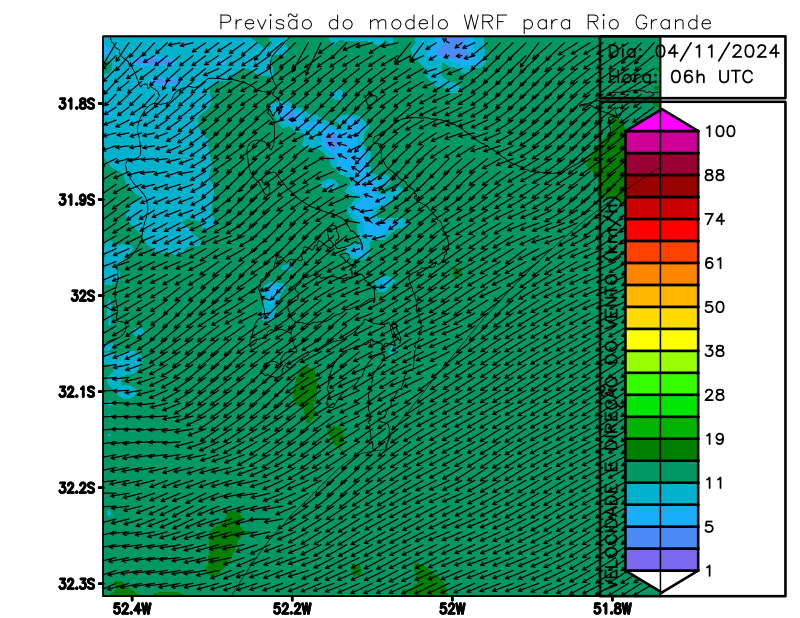 Previsão do modelo WRF para Rio Grande
Dia: 04/11/2024
Hora: 06h UTC
31.8S
31.9S
32S
32.1S
32.2S
32.3S
52.4W
52.2W
52W
51.8W
VELOCIDADE E DIREÇÃO DO VENTO (km/h)
100
88
74
61
50
38
28
19
11
5
1